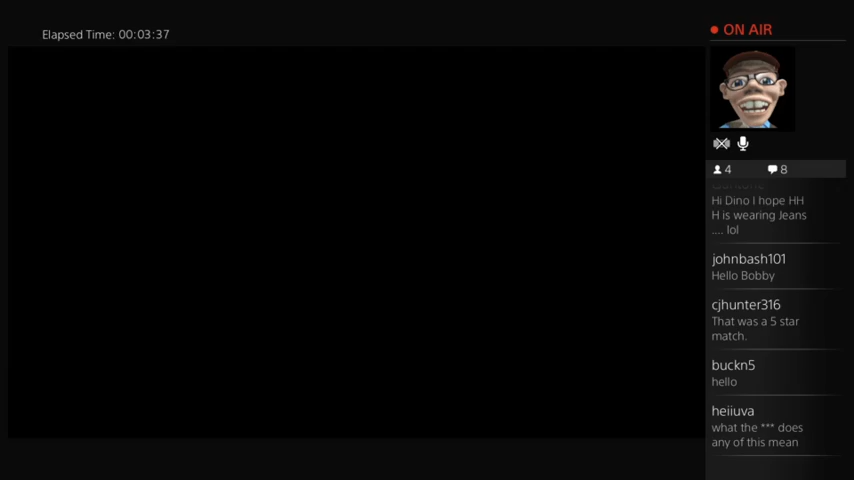 Elapsed Time: 00:03:37
ON AIR
4
8
Hi Dino I hope HH
H is wearing Jeans
.... lol
johnbash101
Hello Bobby
cjhunter316
That was a 5 star
match.
buckn5
hello
heiiuva
what the *** does
any of this mean